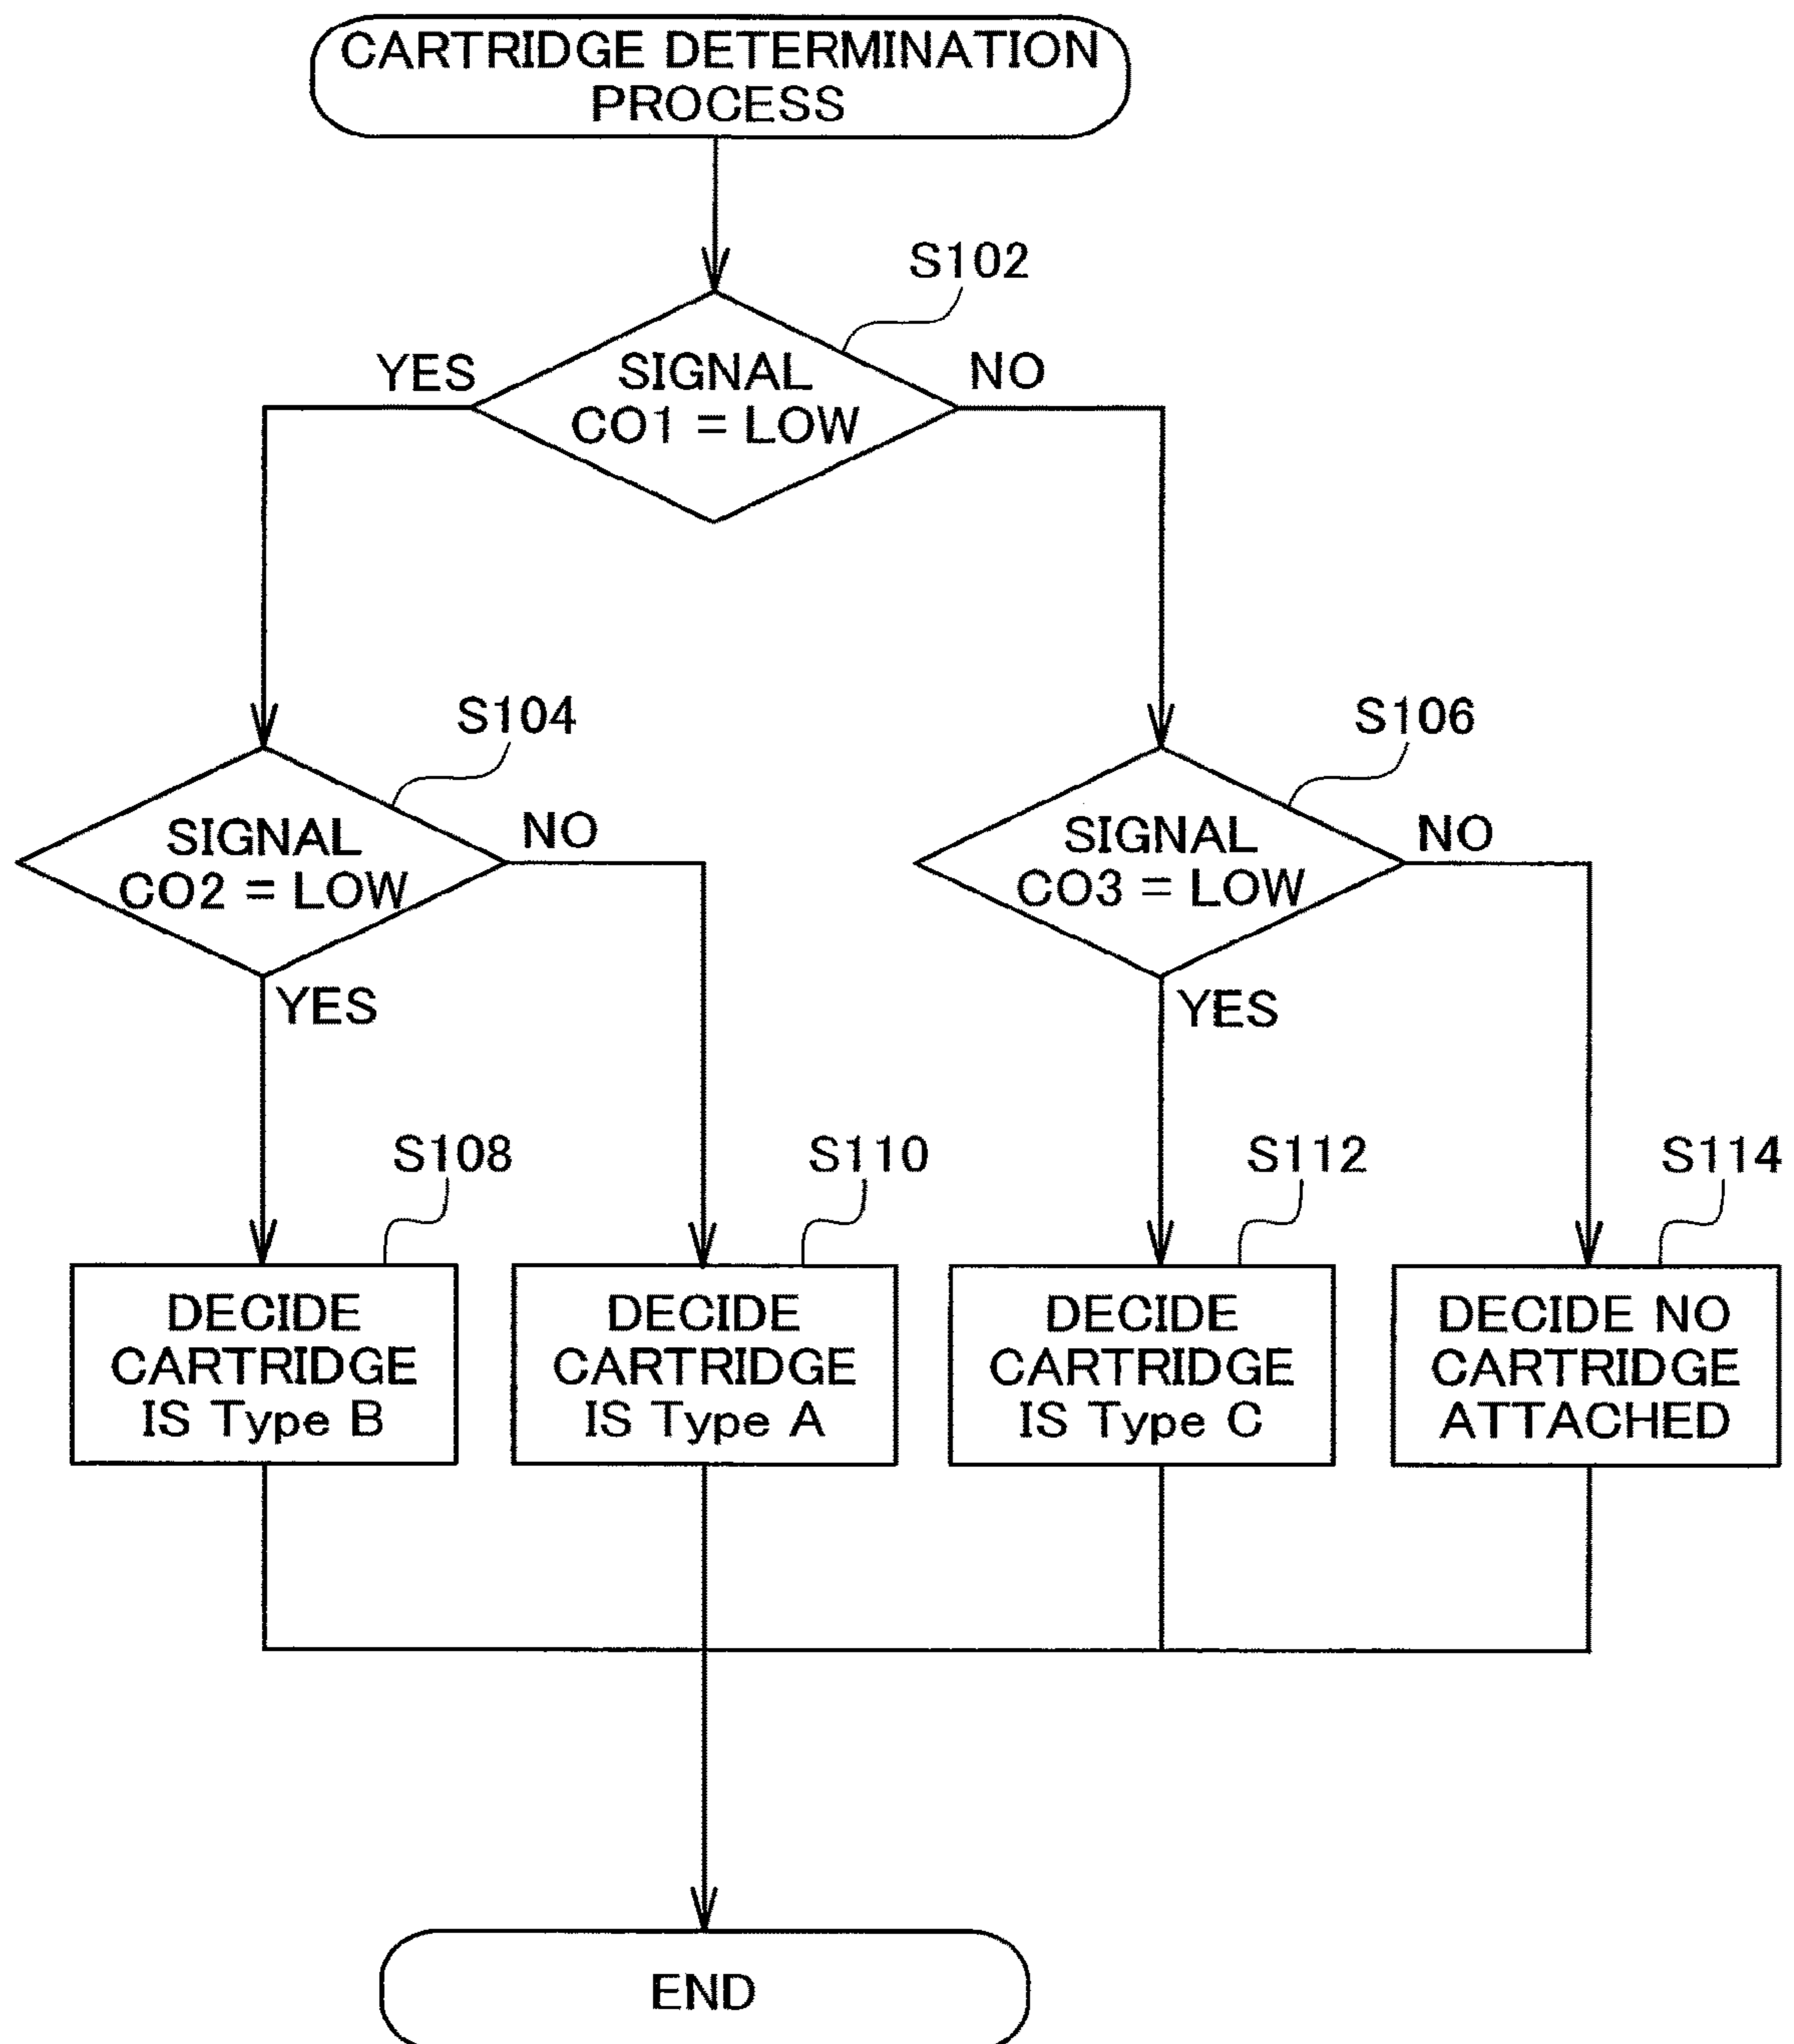 CARTRIDGE DETERMINATION
PROCESS
S102
YES
SIGNAL
CO1 = LOW
NO
S104
SIGNAL
CO2 = LOW
NO
YES
S106
SIGNAL
CO3 = LOW
NO
YES
S108
DECIDE
CARTRIDGE
IS Type B
S110
DECIDE
CARTRIDGE
IS Type A
S112
DECIDE
CARTRIDGE
IS Type C
S114
DECIDE NO
CARTRIDGE
ATTACHED
END